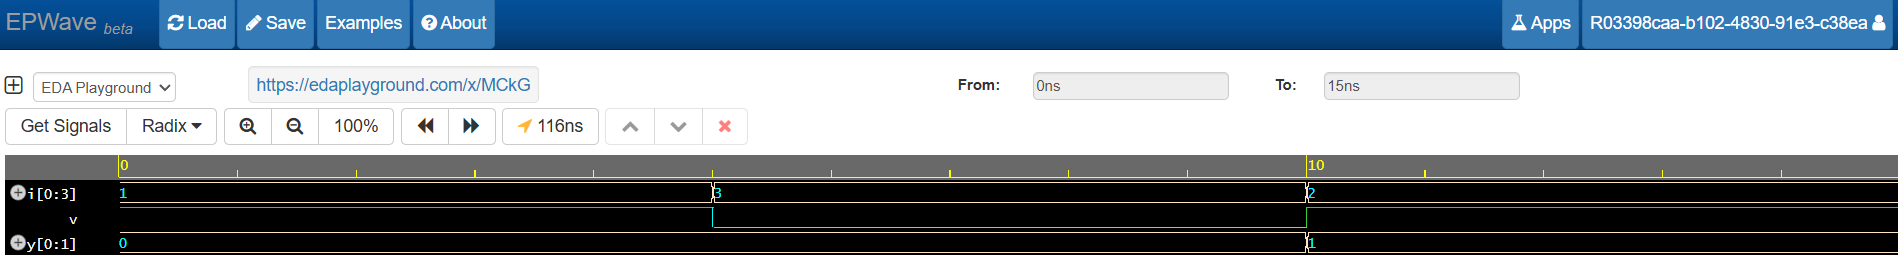 EPWave beta Load Save Examples About Apps R03398caa-b102-4830-91e3-c38ea
EDA Playground https://edaplayground.com/x/MCkG From: 0ns To: 15ns
Get Signals Radix 100% 116ns
0 10
i[0:3] 1 3 2
v
y[0:1] 0 1